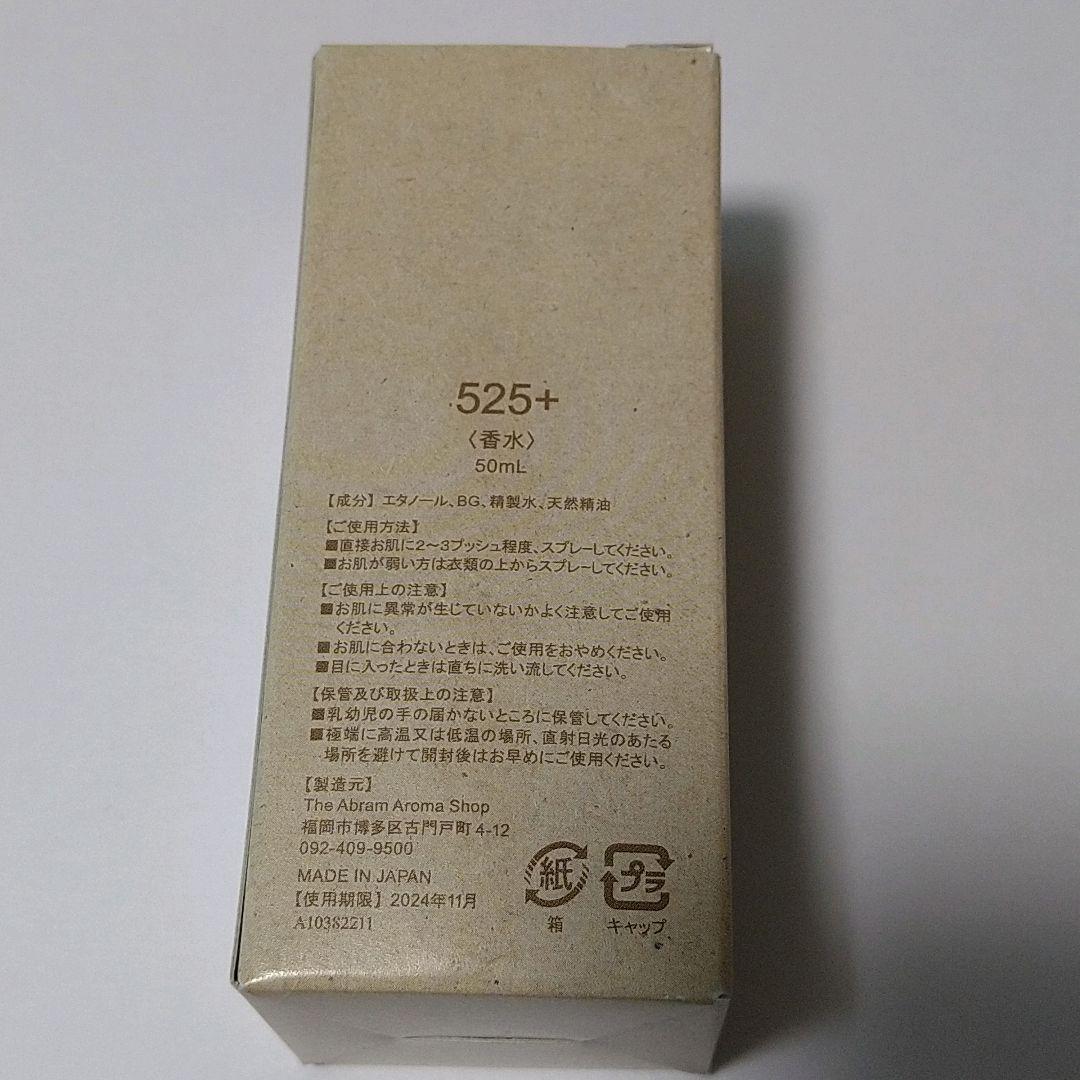 525+
〈香水〉
50mL
【成分】エタノール、BG、精製水、天然精油
【ご使用方法】
■直接お肌に2〜3プッシュ程度、スプレーしてください。
■お肌が弱い方は衣類の上からスプレーしてください。
【ご使用上の注意】
■お肌に異常が生じていないかよく注意してご使用
ください。
■お肌に合わないときは、ご使用をおやめください。
■目に入ったときは直ちに洗い流してください。
【保管及び取扱上の注意】
■乳幼児の手の届かないところに保管してください。
■極端に高温又は低温の場所、直射日光のあたる
場所を避けて開封後はお早めにご使用ください。
【製造元】
The Abram Aroma Shop
福岡市博多区古門戸町4-12
092-409-9500
MADE IN JAPAN
【使用期限】2024年11月
A10382211
紙
箱
プラ
キャップ